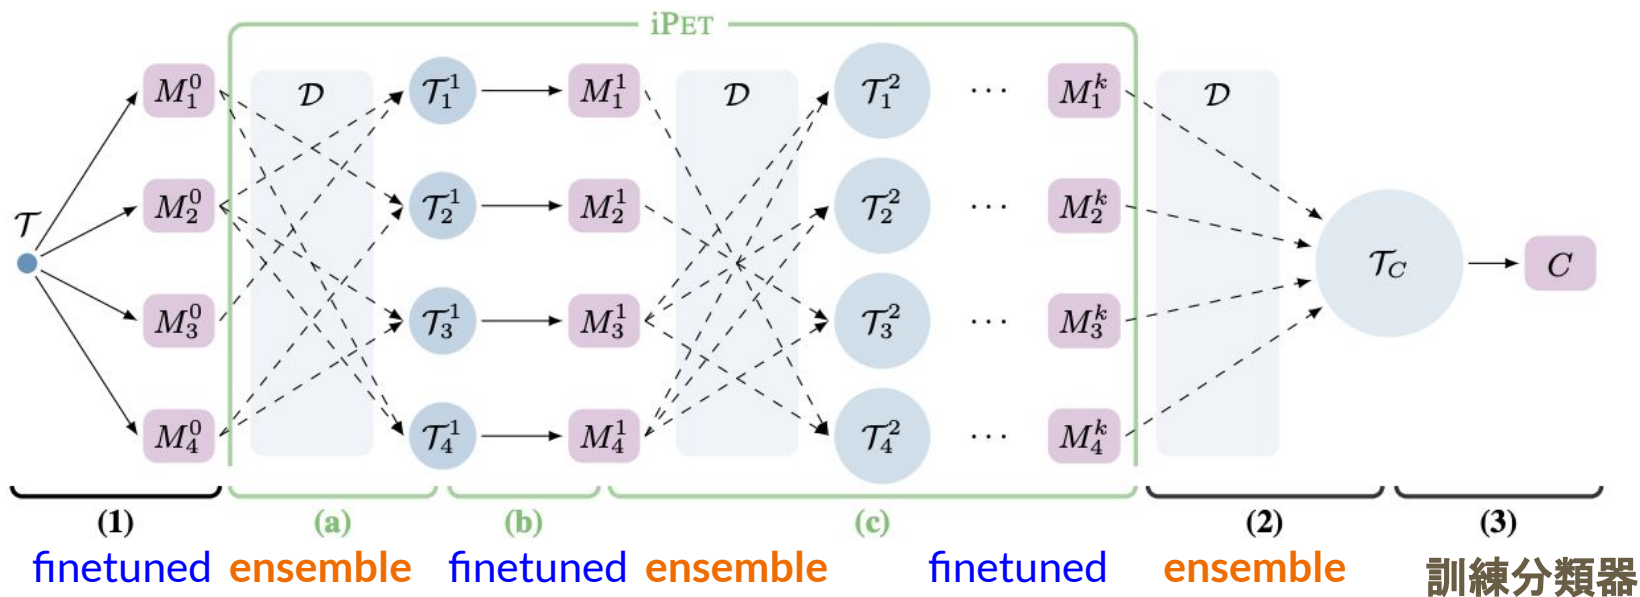 iPET
𝒯
M₁⁰ 𝒟 𝒯₁¹ M₁¹ 𝒟 𝒯₁² ··· M₁ᵏ 𝒟
M₂⁰ 𝒯₂¹ M₂¹ 𝒯₂² ··· M₂ᵏ
𝒯_C C
M₃⁰ 𝒯₃¹ M₃¹ 𝒯₃² ··· M₃ᵏ
M₄⁰ 𝒯₄¹ M₄¹ 𝒯₄² ··· M₄ᵏ
(1) (a) (b) (c) (2) (3)
finetuned ensemble finetuned ensemble finetuned ensemble 訓練分類器